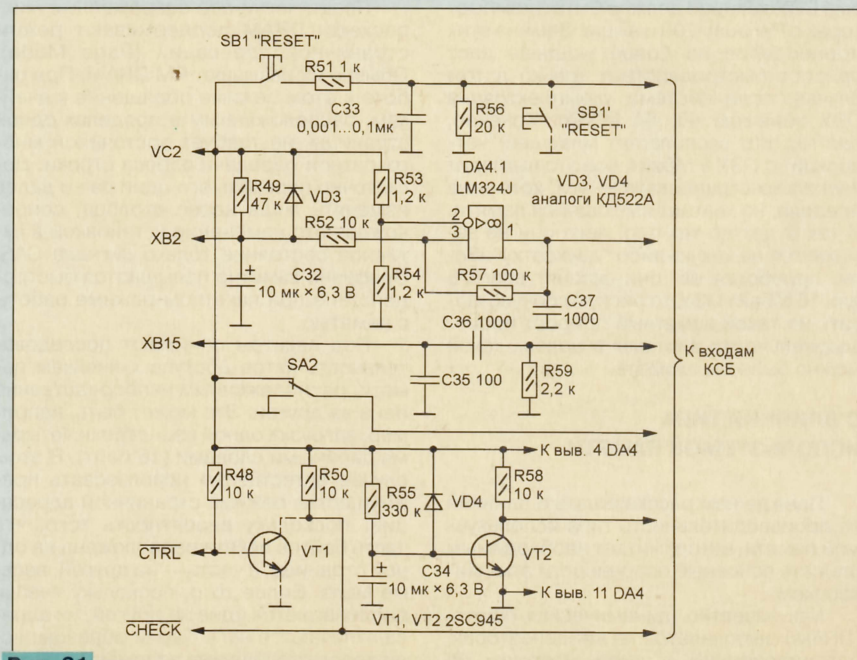 SB1 "RESET"
R51 1 к
C33
0,001...0,1мк
R56
20 к
SB1'
"RESET"
VC2
R49
47 к
VD3
R53
1,2 к
DA4.1
LM324J
VD3, VD4
аналоги КД522А
R52 10 к
2
3
∞
1
XB2
C32
10 мк × 6,3 В
R54
1,2 к
R57 100 к
C37
1000
C36 1000
XB15
К входам
КСБ
SA2
C35 100
R59
2,2 к
К выв. 4 DA4
R48
10 к
R50
10 к
R55
330 к
VD4
R58
10 к
CTRL
VT1
VT2
C34
10 мк × 6,3 В
К выв. 11 DA4
CHECK
VT1, VT2 2SC945